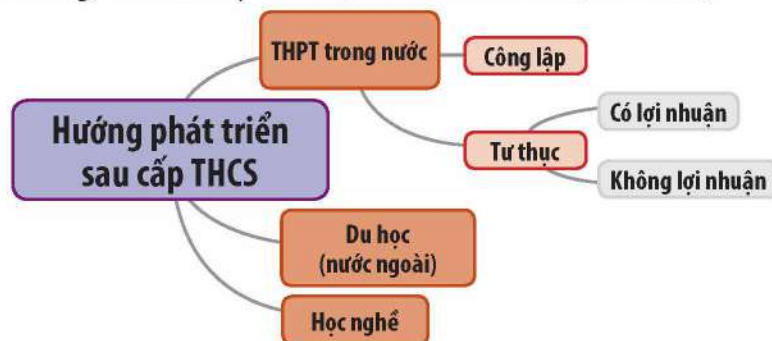 THPT trong nước
Công lập
Hướng phát triển
sau cấp THCS
Có lợi nhuận
Tư thục
Không lợi nhuận
Du học
(nước ngoài)
Học nghề